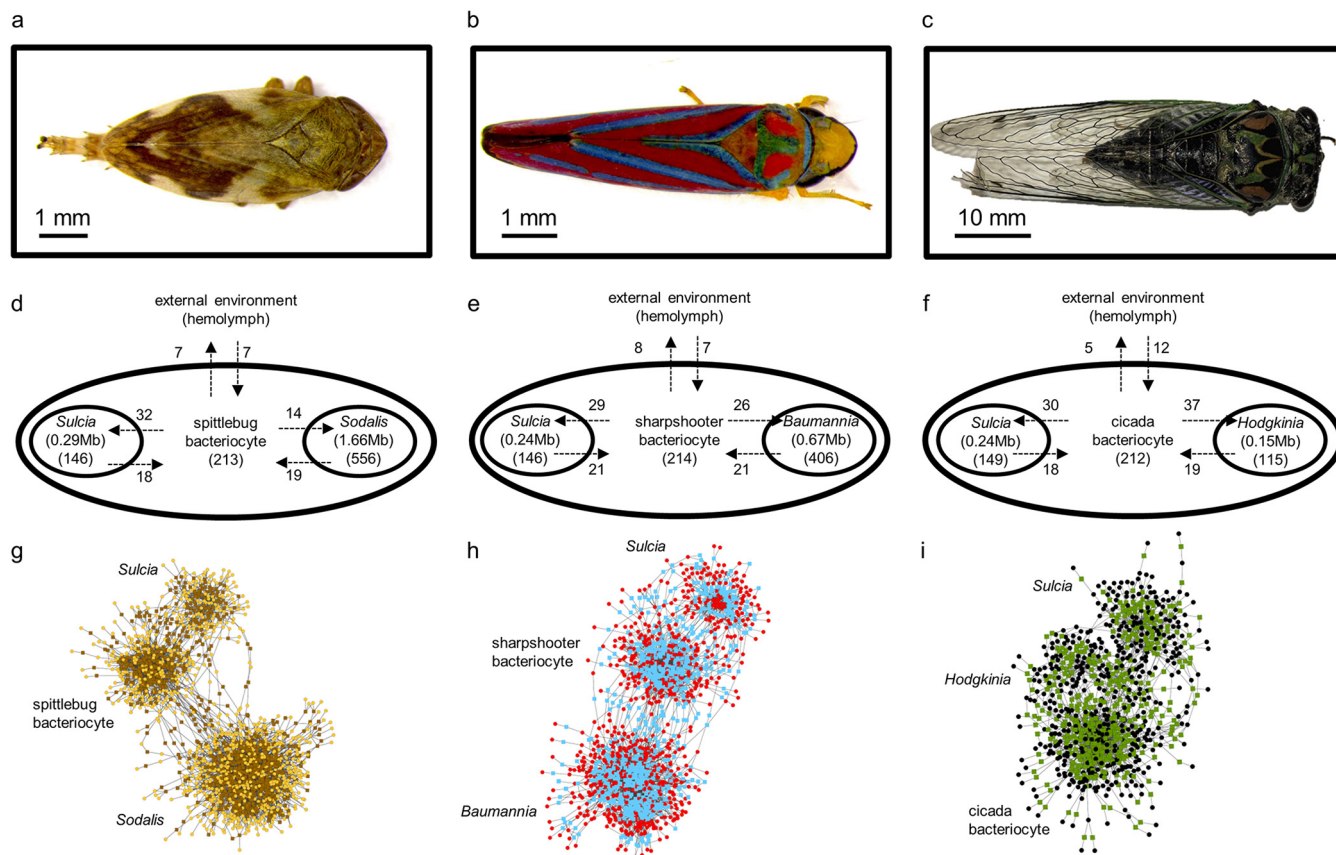 a
b
c
1 mm
1 mm
10 mm
d
external environment
(hemolymph)
7
7
Sulcia
(0.29Mb)
(146)
32
18
spittlebug
bacteriocyte
(213)
14
19
Sodalis
(1.66Mb)
(556)
e
external environment
(hemolymph)
8
7
Sulcia
(0.24Mb)
(146)
29
21
sharpshooter
bacteriocyte
(214)
26
21
Baumannia
(0.67Mb)
(406)
f
external environment
(hemolymph)
5
12
Sulcia
(0.24Mb)
(149)
30
18
cicada
bacteriocyte
(212)
37
19
Hodgkinia
(0.15Mb)
(115)
g
Sulcia
spittlebug
bacteriocyte
Sodalis
h
Sulcia
sharpshooter
bacteriocyte
Baumannia
i
Sulcia
Hodgkinia
cicada
bacteriocyte